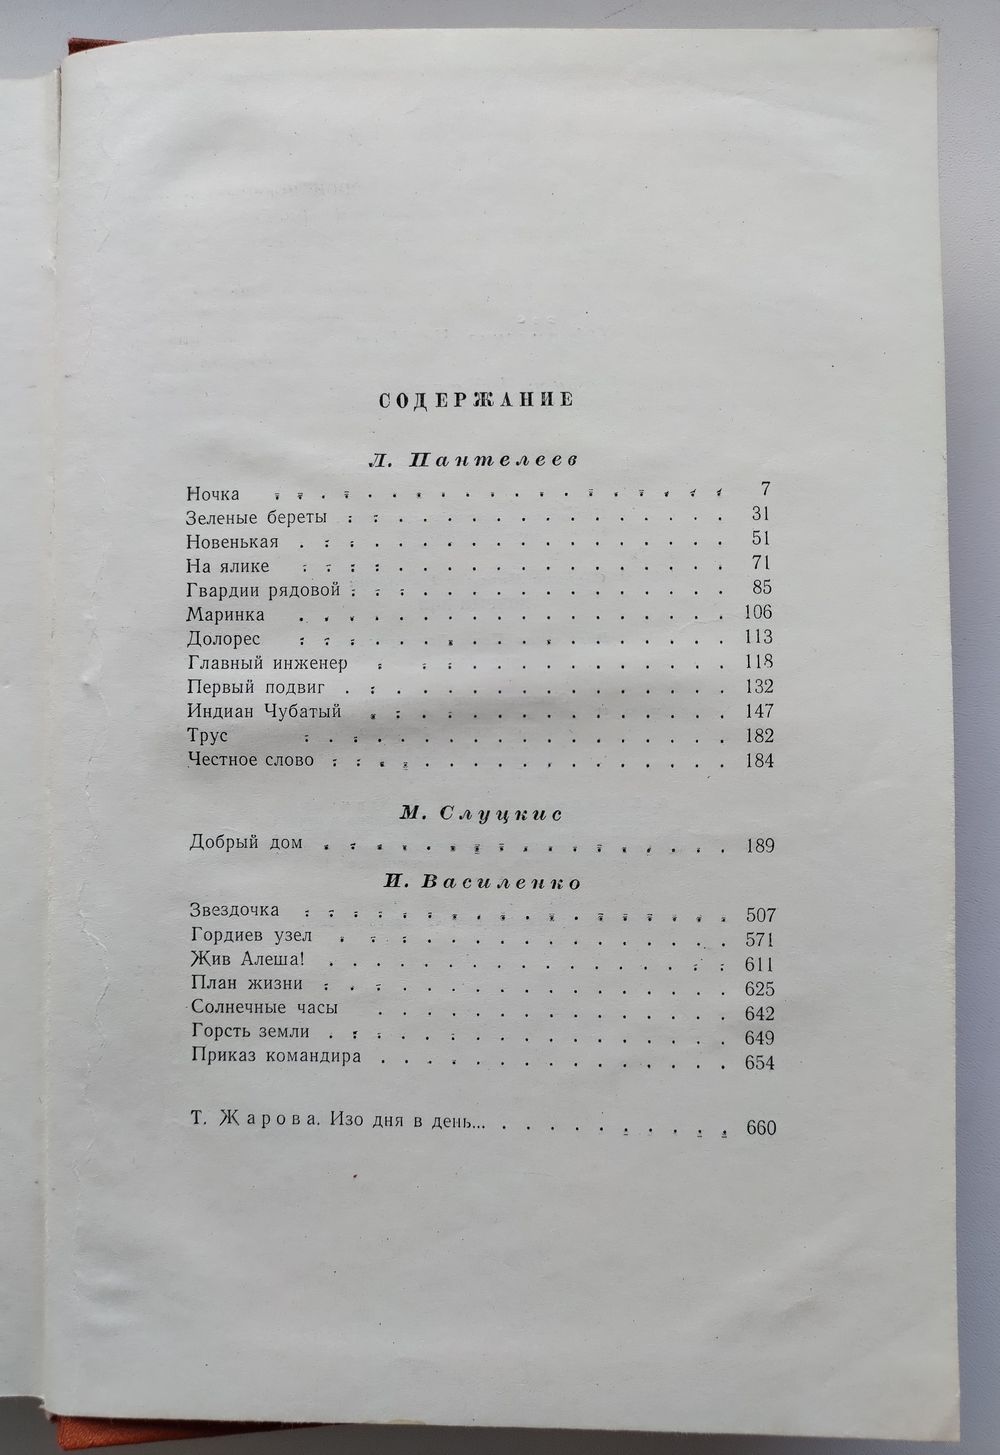 СОДЕРЖАНИЕ
Л. Пантелеев
Ночка . . . . . . . . . . . . . . . . . . . 7
Зеленые береты . . . . . . . . . . . . . . . . 31
Новенькая . . . . . . . . . . . . . . . . . . 51
На ялике . . . . . . . . . . . . . . . . . . 71
Гвардии рядовой . . . . . . . . . . . . . . . . 85
Маринка . . . . . . . . . . . . . . . . . . 106
Долорес . . . . . . . . . . . . . . . . . . 113
Главный инженер . . . . . . . . . . . . . . 118
Первый подвиг . . . . . . . . . . . . . . . . 132
Индиан Чубатый . . . . . . . . . . . . . . . 147
Трус . . . . . . . . . . . . . . . . . . 182
Честное слово . . . . . . . . . . . . . . . . . 184
М. Слуцкис
Добрый дом . . . . . . . . . . . . . . . . . 189
И. Василенко
Звездочка . . . . . . . . . . . . . . . . . . 507
Гордиев узел . . . . . . . . . . . . . . . . . 571
Жив Алеша! . . . . . . . . . . . . . . . . . 611
План жизни . . . . . . . . . . . . . . . . . 625
Солнечные часы . . . . . . . . . . . . . . . 642
Горсть земли . . . . . . . . . . . . . . . . . 649
Приказ командира . . . . . . . . . . . . . . . 654
Т. Жарова. Изо дня в день... . . . . . . . . . . 660